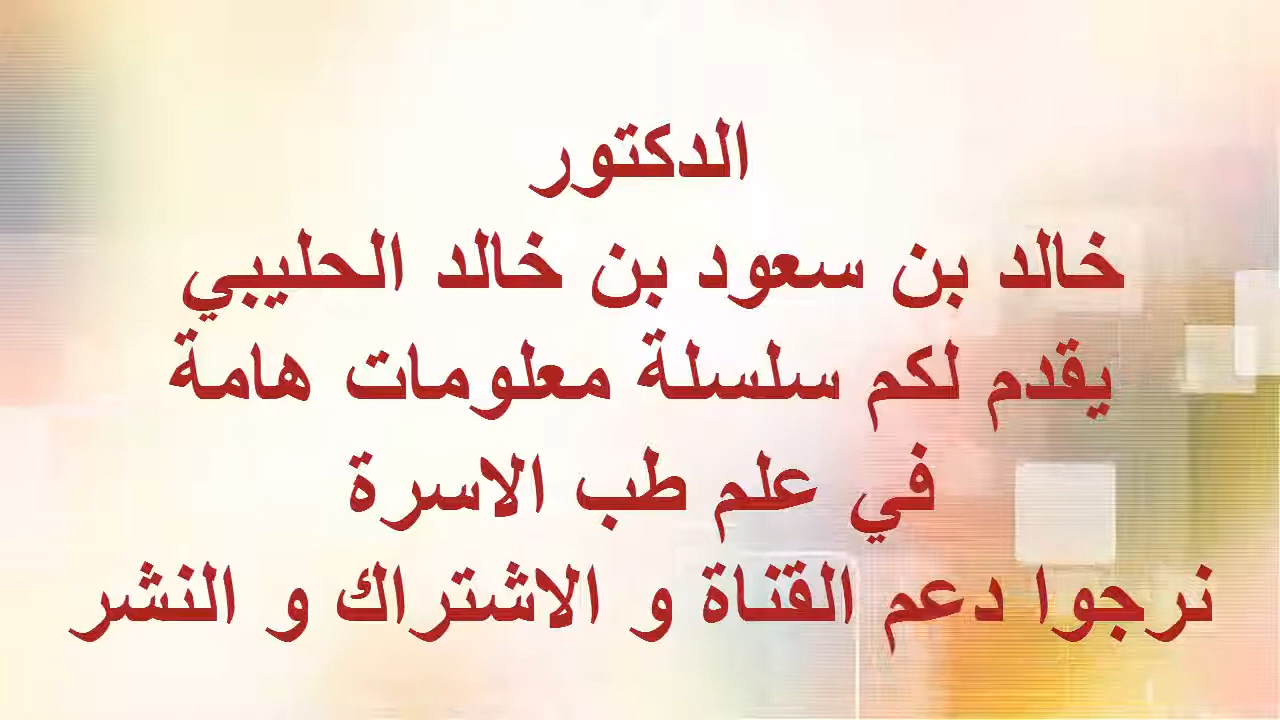 الدكتور
خالد بن سعود بن خالد الحليبي
يقدم لكم سلسلة معلومات هامة
في علم طب الاسرة
نرجوا دعم القناة و الاشتراك و النشر